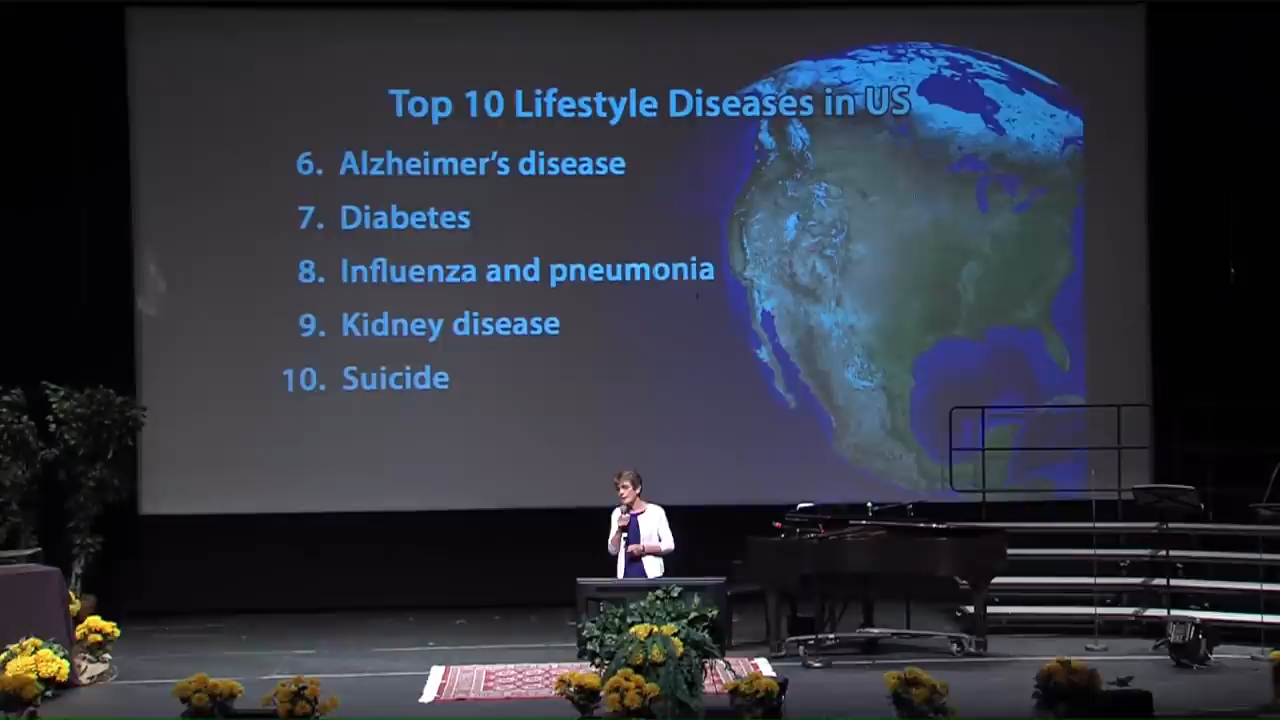 Top 10 Lifestyle Diseases in US
6. Alzheimer’s disease
7. Diabetes
8. Influenza and pneumonia
9. Kidney disease
10. Suicide